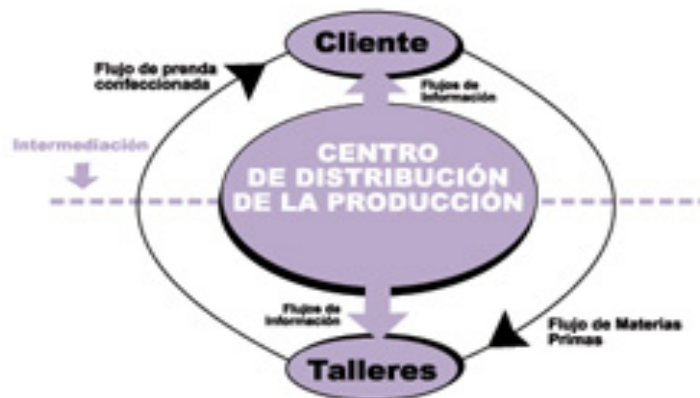 Cliente
Flujo de prenda
confeccionada
Flujos de
Información
Intermediación
CENTRO
DE DISTRIBUCIÓN
DE LA PRODUCCIÓN
Flujos de
Información
Flujo de Materias
Primas
Talleres